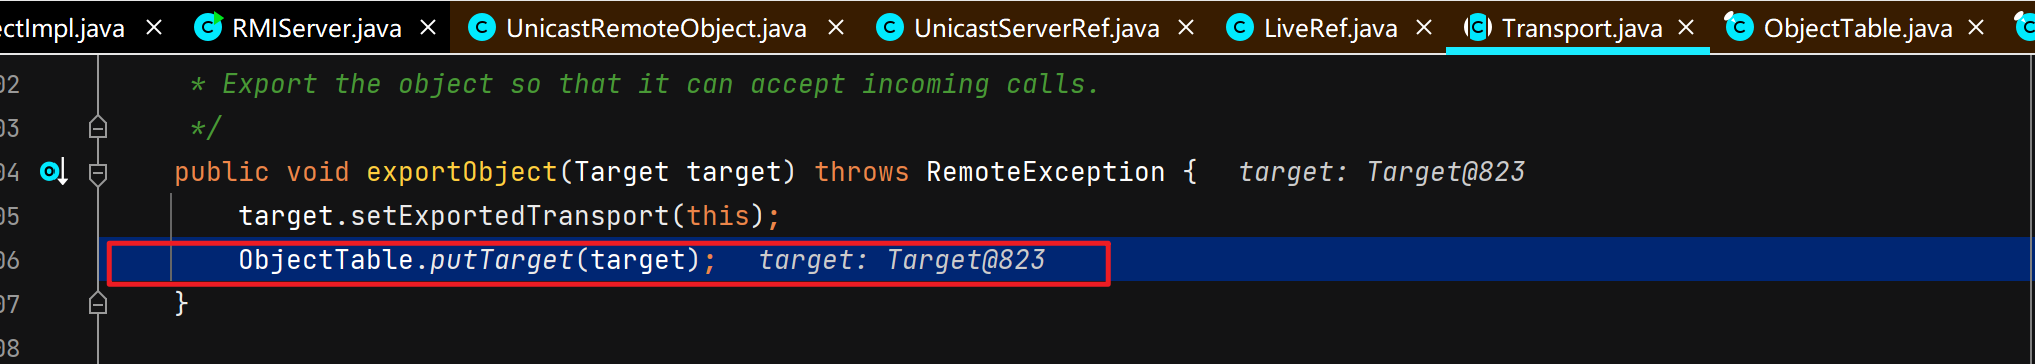 ectImpl.java RMIServer.java UnicastRemoteObject.java UnicastServerRef.java LiveRef.java Transport.java ObjectTable.java
02 * Export the object so that it can accept incoming calls.
03 */
04 public void exportObject(Target target) throws RemoteException { target: Target@823
05 target.setExportedTransport(this);
06 ObjectTable.putTarget(target); target: Target@823
07 }
08